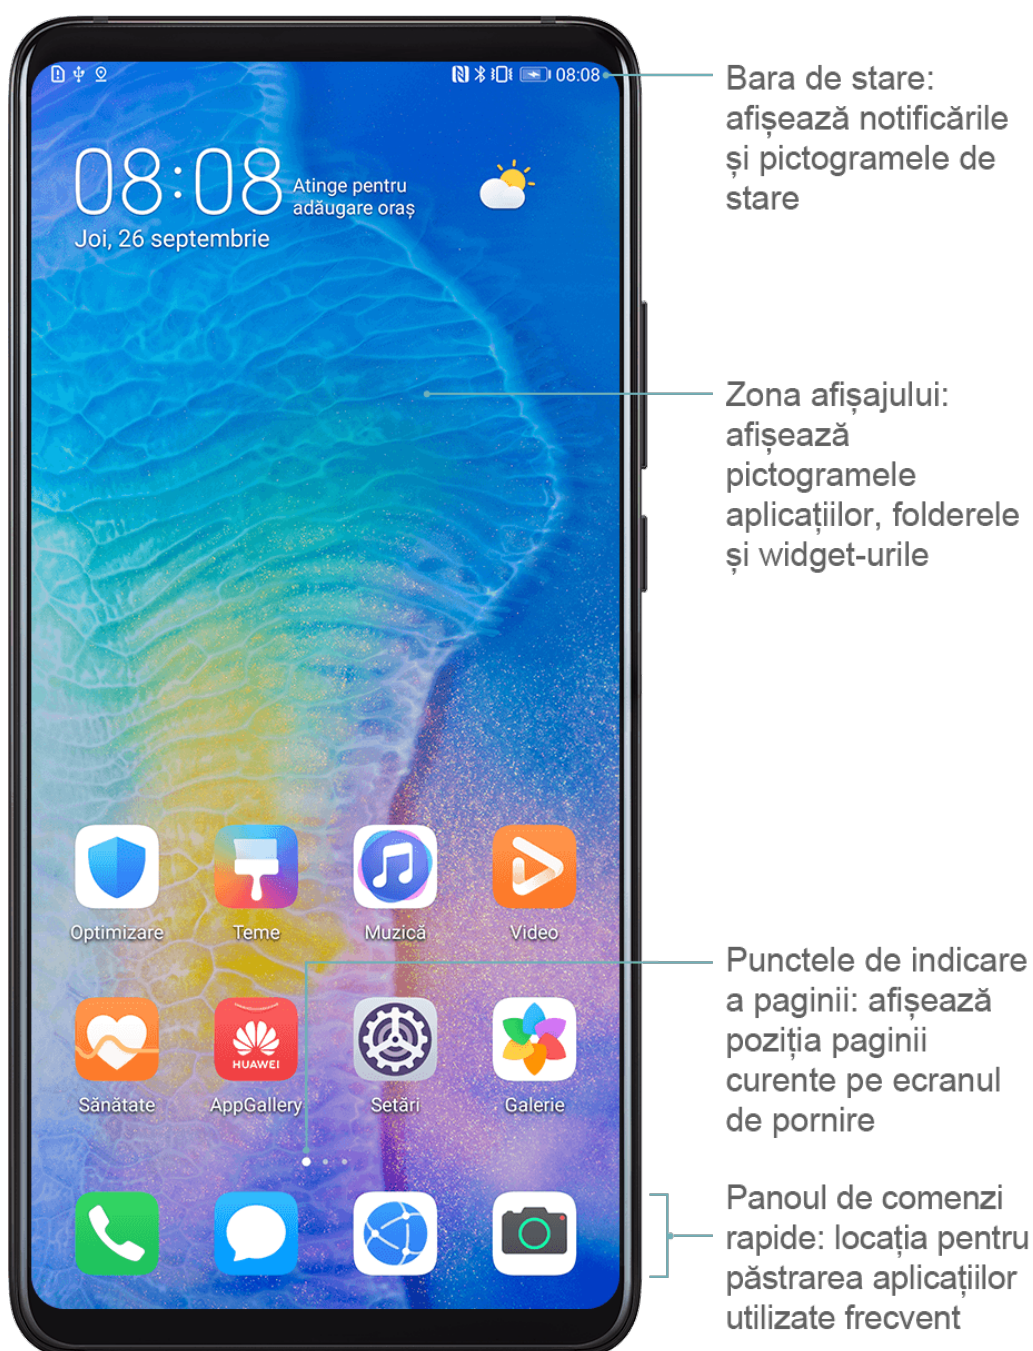 08:08
Bara de stare:
afișează notificările
și pictogramele de
stare
08:08
Atinge pentru
adăugare oraș
Joi, 26 septembrie
Zona afișajului:
afișează
pictogramele
aplicațiilor, folderele
și widget-urile
Optimizare
Teme
Muzică
Video
Punctele de indicare
a paginii: afișează
poziția paginii
curente pe ecranul
de pornire
HUAWEI
Sănătate
AppGallery
Setări
Galerie
Panoul de comenzi
rapide: locația pentru
păstrarea aplicațiilor
utilizate frecvent